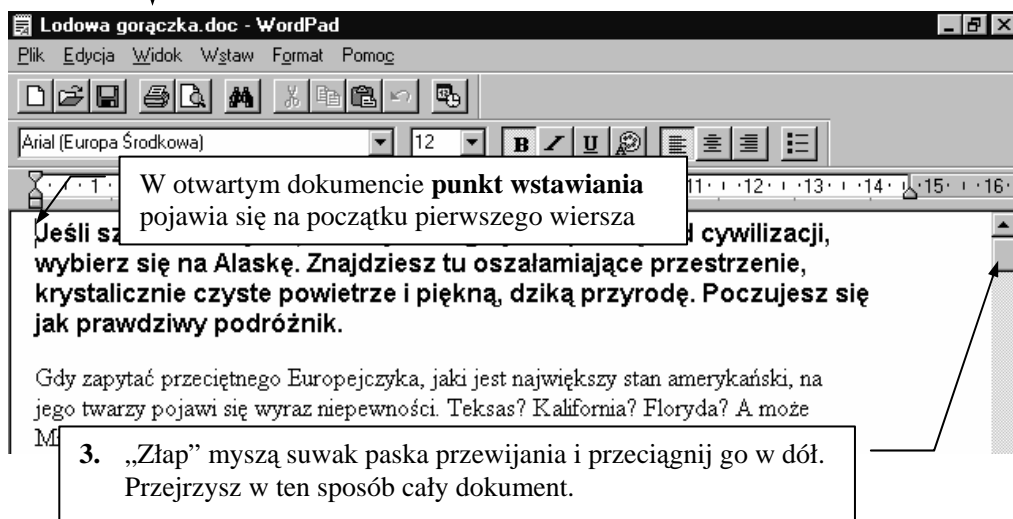 Lodowa gorączka.doc - WordPad
Plik Edycja Widok Wstaw Format Pomoc
Arial (Europa Środkowa) 12 B / U
1 11 12 13 14 15 16
W otwartym dokumencie punkt wstawiania
pojawia się na początku pierwszego wiersza
Jeśli cywilizacji,
wybierz się na Alaskę. Znajdziesz tu oszałamiające przestrzenie,
krystalicznie czyste powietrze i piękną, dziką przyrodę. Poczujesz się
jak prawdziwy podróżnik.
Gdy zapytać przeciętnego Europejczyka, jaki jest największy stan amerykański, na
jego twarzy pojawi się wyraz niepewności. Teksas? Kalifornia? Floryda? A może
3. „Złap” myszą suwak paska przewijania i przeciągnij go w dół.
Przejrzysz w ten sposób cały dokument.